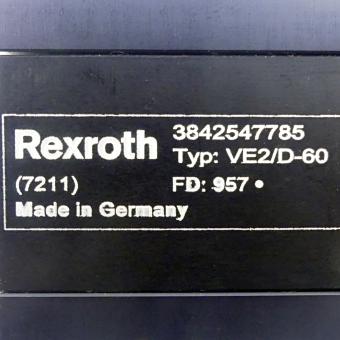 Rexroth
3842547785
Typ: VE2/D-60
(7211)
FD: 957 •
Made in Germany